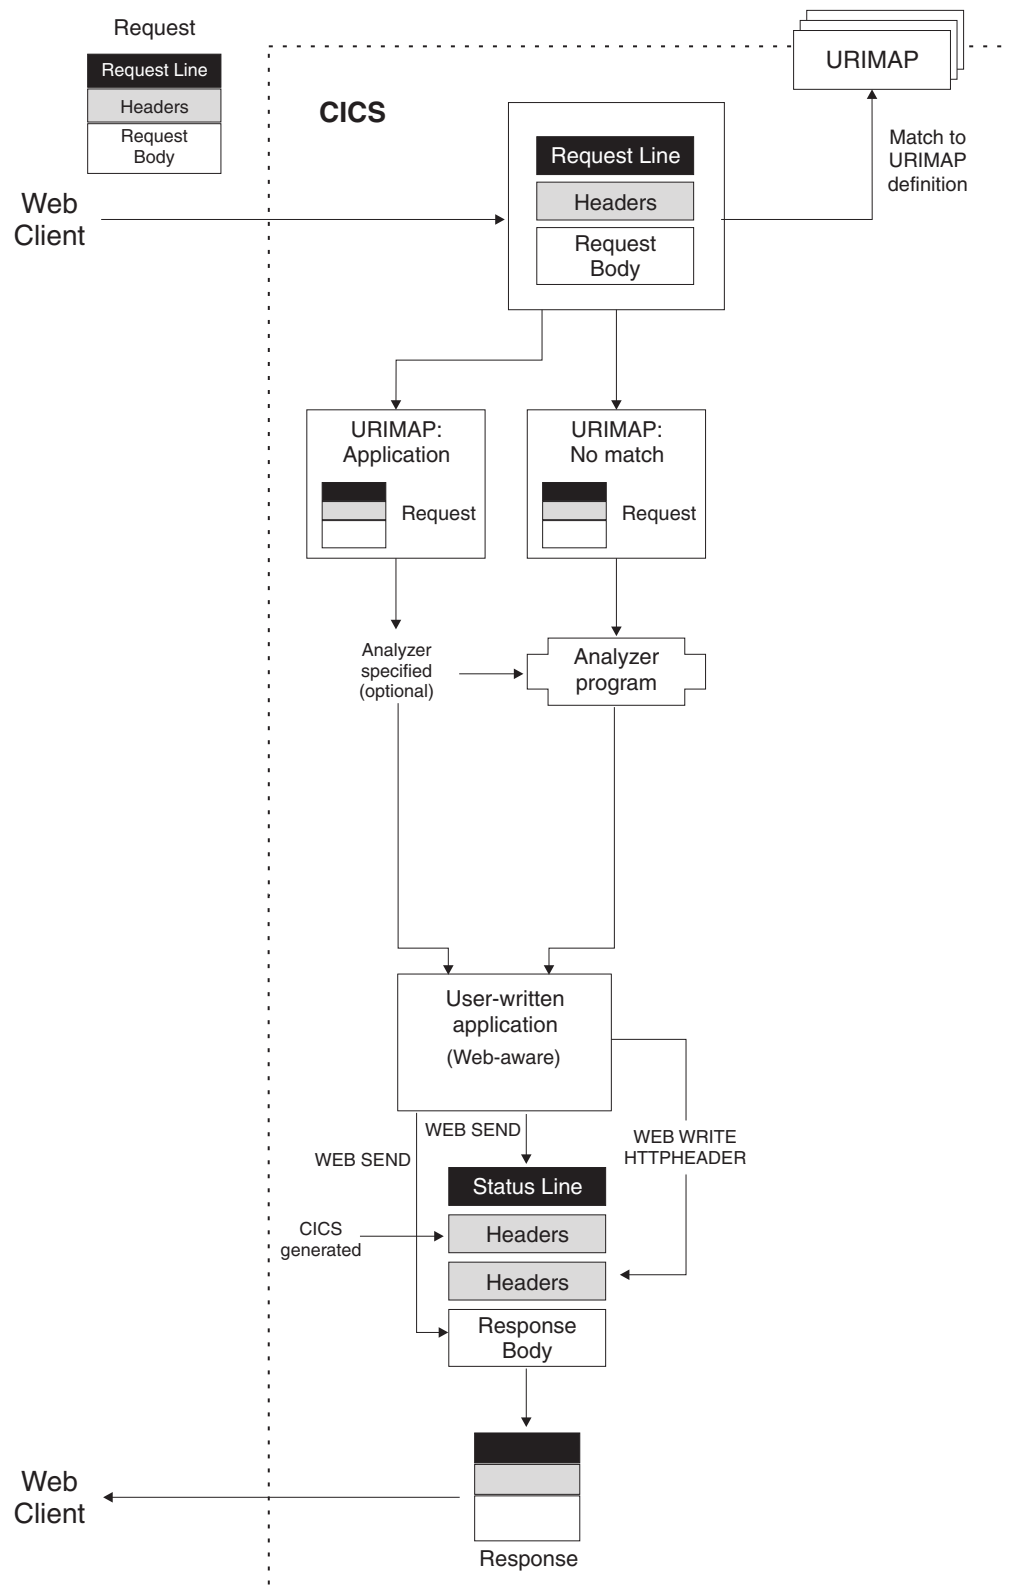 Request
Request Line
Headers
Request
Body
Web
Client
CICS
URIMAP
Match to
URIMAP
definition
Request Line
Headers
Request
Body
URIMAP:
Application
Request
URIMAP:
No match
Request
Analyzer
specified
(optional)
Analyzer
program
User-written
application
(Web-aware)
WEB SEND
WEB SEND
WEB WRITE
HTTPHEADER
Status Line
CICS
generated
Headers
Headers
Response
Body
Web
Client
Response